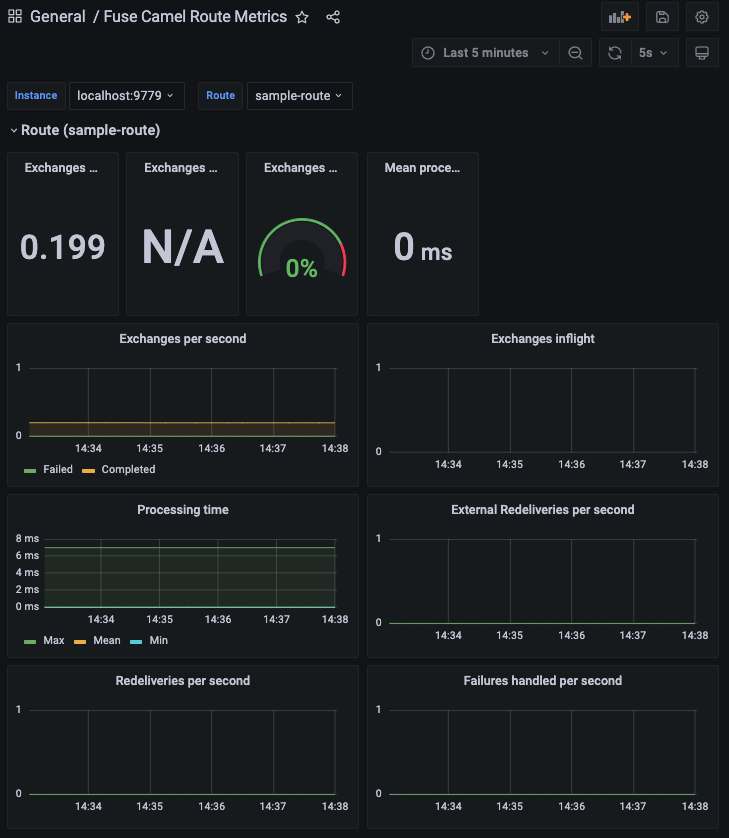 General / Fuse Camel Route Metrics
Last 5 minutes 5s
Instance localhost:9779 Route sample-route
Route (sample-route)
Exchanges ... Exchanges ... Exchanges ... Mean proce...
0.199 N/A 0% 0 ms
Exchanges per second
1
0
14:34 14:35 14:36 14:37 14:38
Failed Completed
Exchanges inflight
1
0
14:34 14:35 14:36 14:37 14:38
Processing time
8 ms
6 ms
4 ms
2 ms
0 ms
14:34 14:35 14:36 14:37 14:38
Max Mean Min
External Redeliveries per second
1
0
14:34 14:35 14:36 14:37 14:38
Redeliveries per second
1
0
14:34 14:35 14:36 14:37 14:38
Failures handled per second
1
0
14:34 14:35 14:36 14:37 14:38